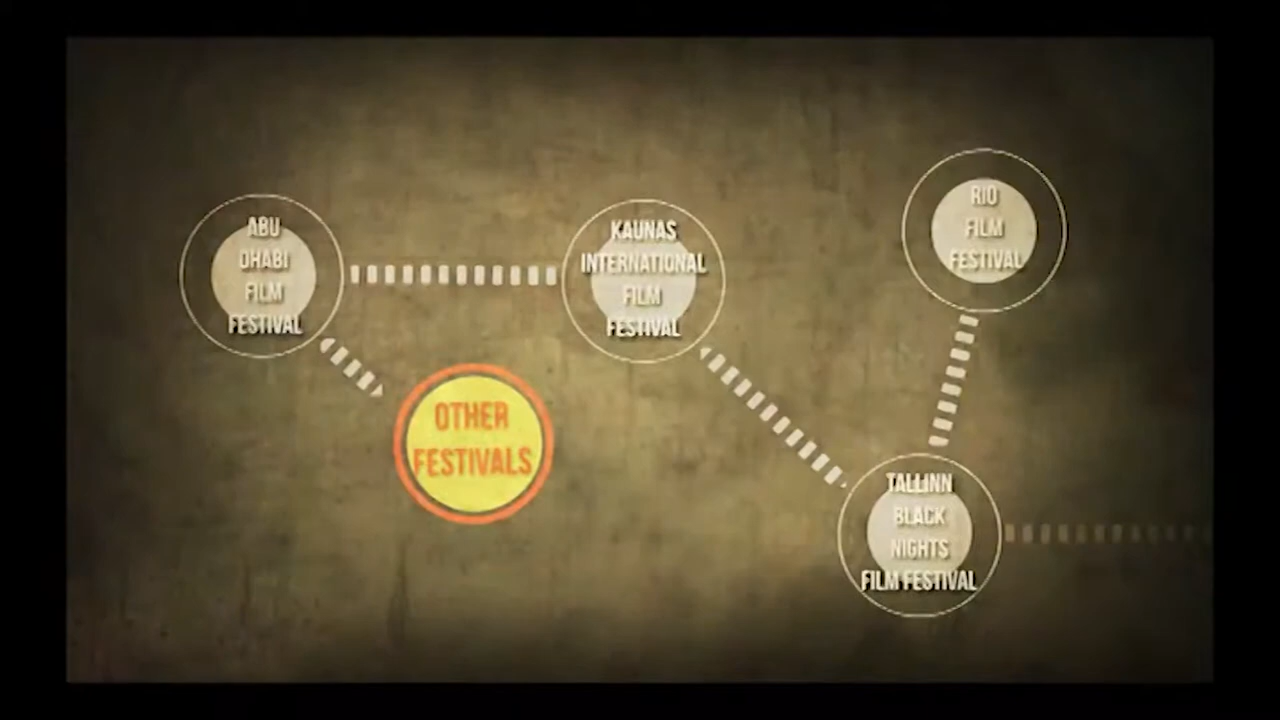 ABU
DHABI
FILM
FESTIVAL
OTHER
FESTIVALS
KAUNAS
INTERNATIONAL
FILM
FESTIVAL
RIO
FILM
FESTIVAL
TALLINN
BLACK
NIGHTS
FILM FESTIVAL